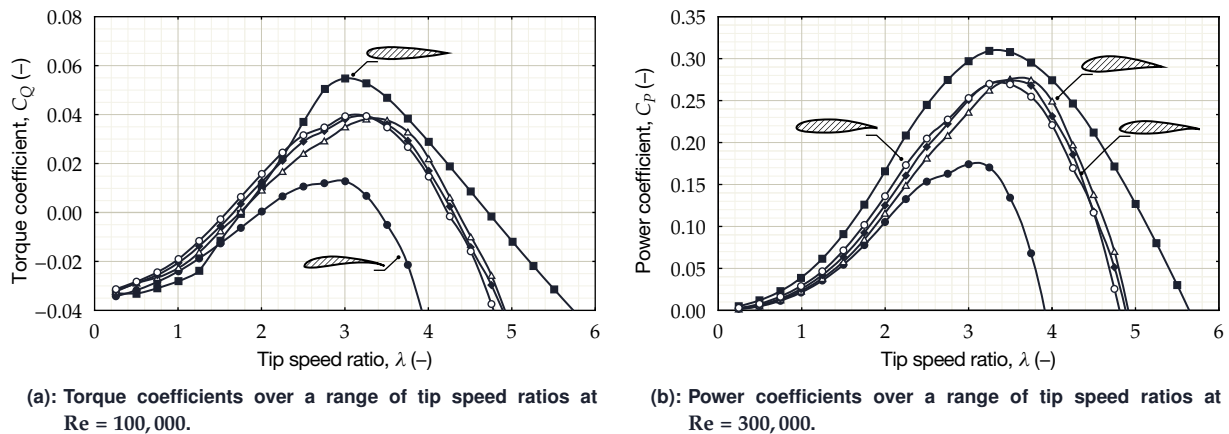 0.08
0.06
0.04
0.02
0.00
−0.02
−0.04
Torque coefficient, C_Q (–)
0 1 2 3 4 5 6
Tip speed ratio, λ (–)
(a): Torque coefficients over a range of tip speed ratios at
Re = 100,000.
0.35
0.30
0.25
0.20
0.15
0.10
0.05
0.00
Power coefficient, C_P (–)
0 1 2 3 4 5 6
Tip speed ratio, λ (–)
(b): Power coefficients over a range of tip speed ratios at
Re = 300,000.